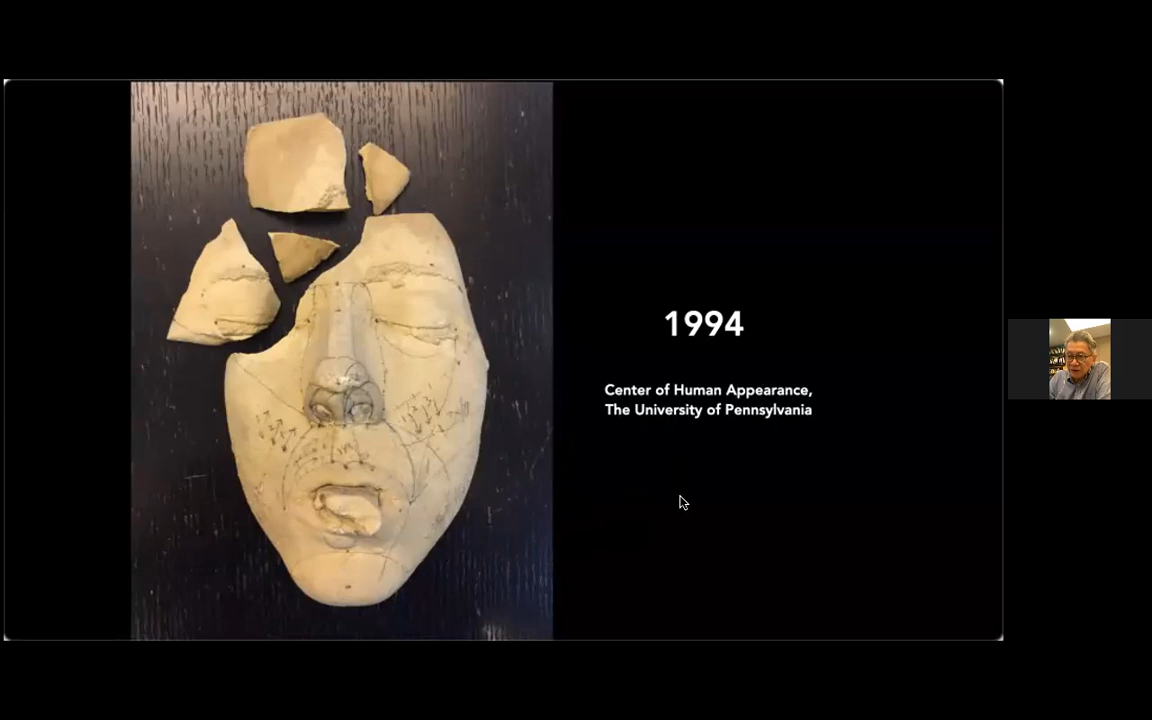 1994
Center of Human Appearance,
The University of Pennsylvania